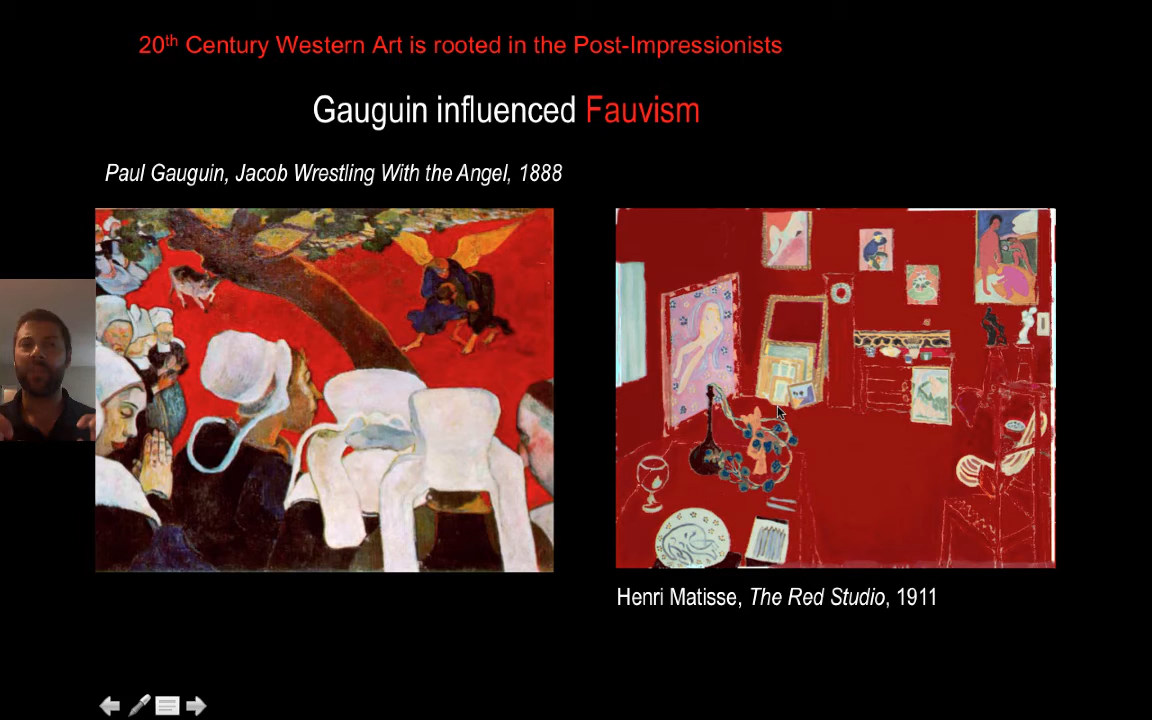 20th Century Western Art is rooted in the Post-Impressionists
Gauguin influenced Fauvism
Paul Gauguin, Jacob Wrestling With the Angel, 1888
Henri Matisse, The Red Studio, 1911